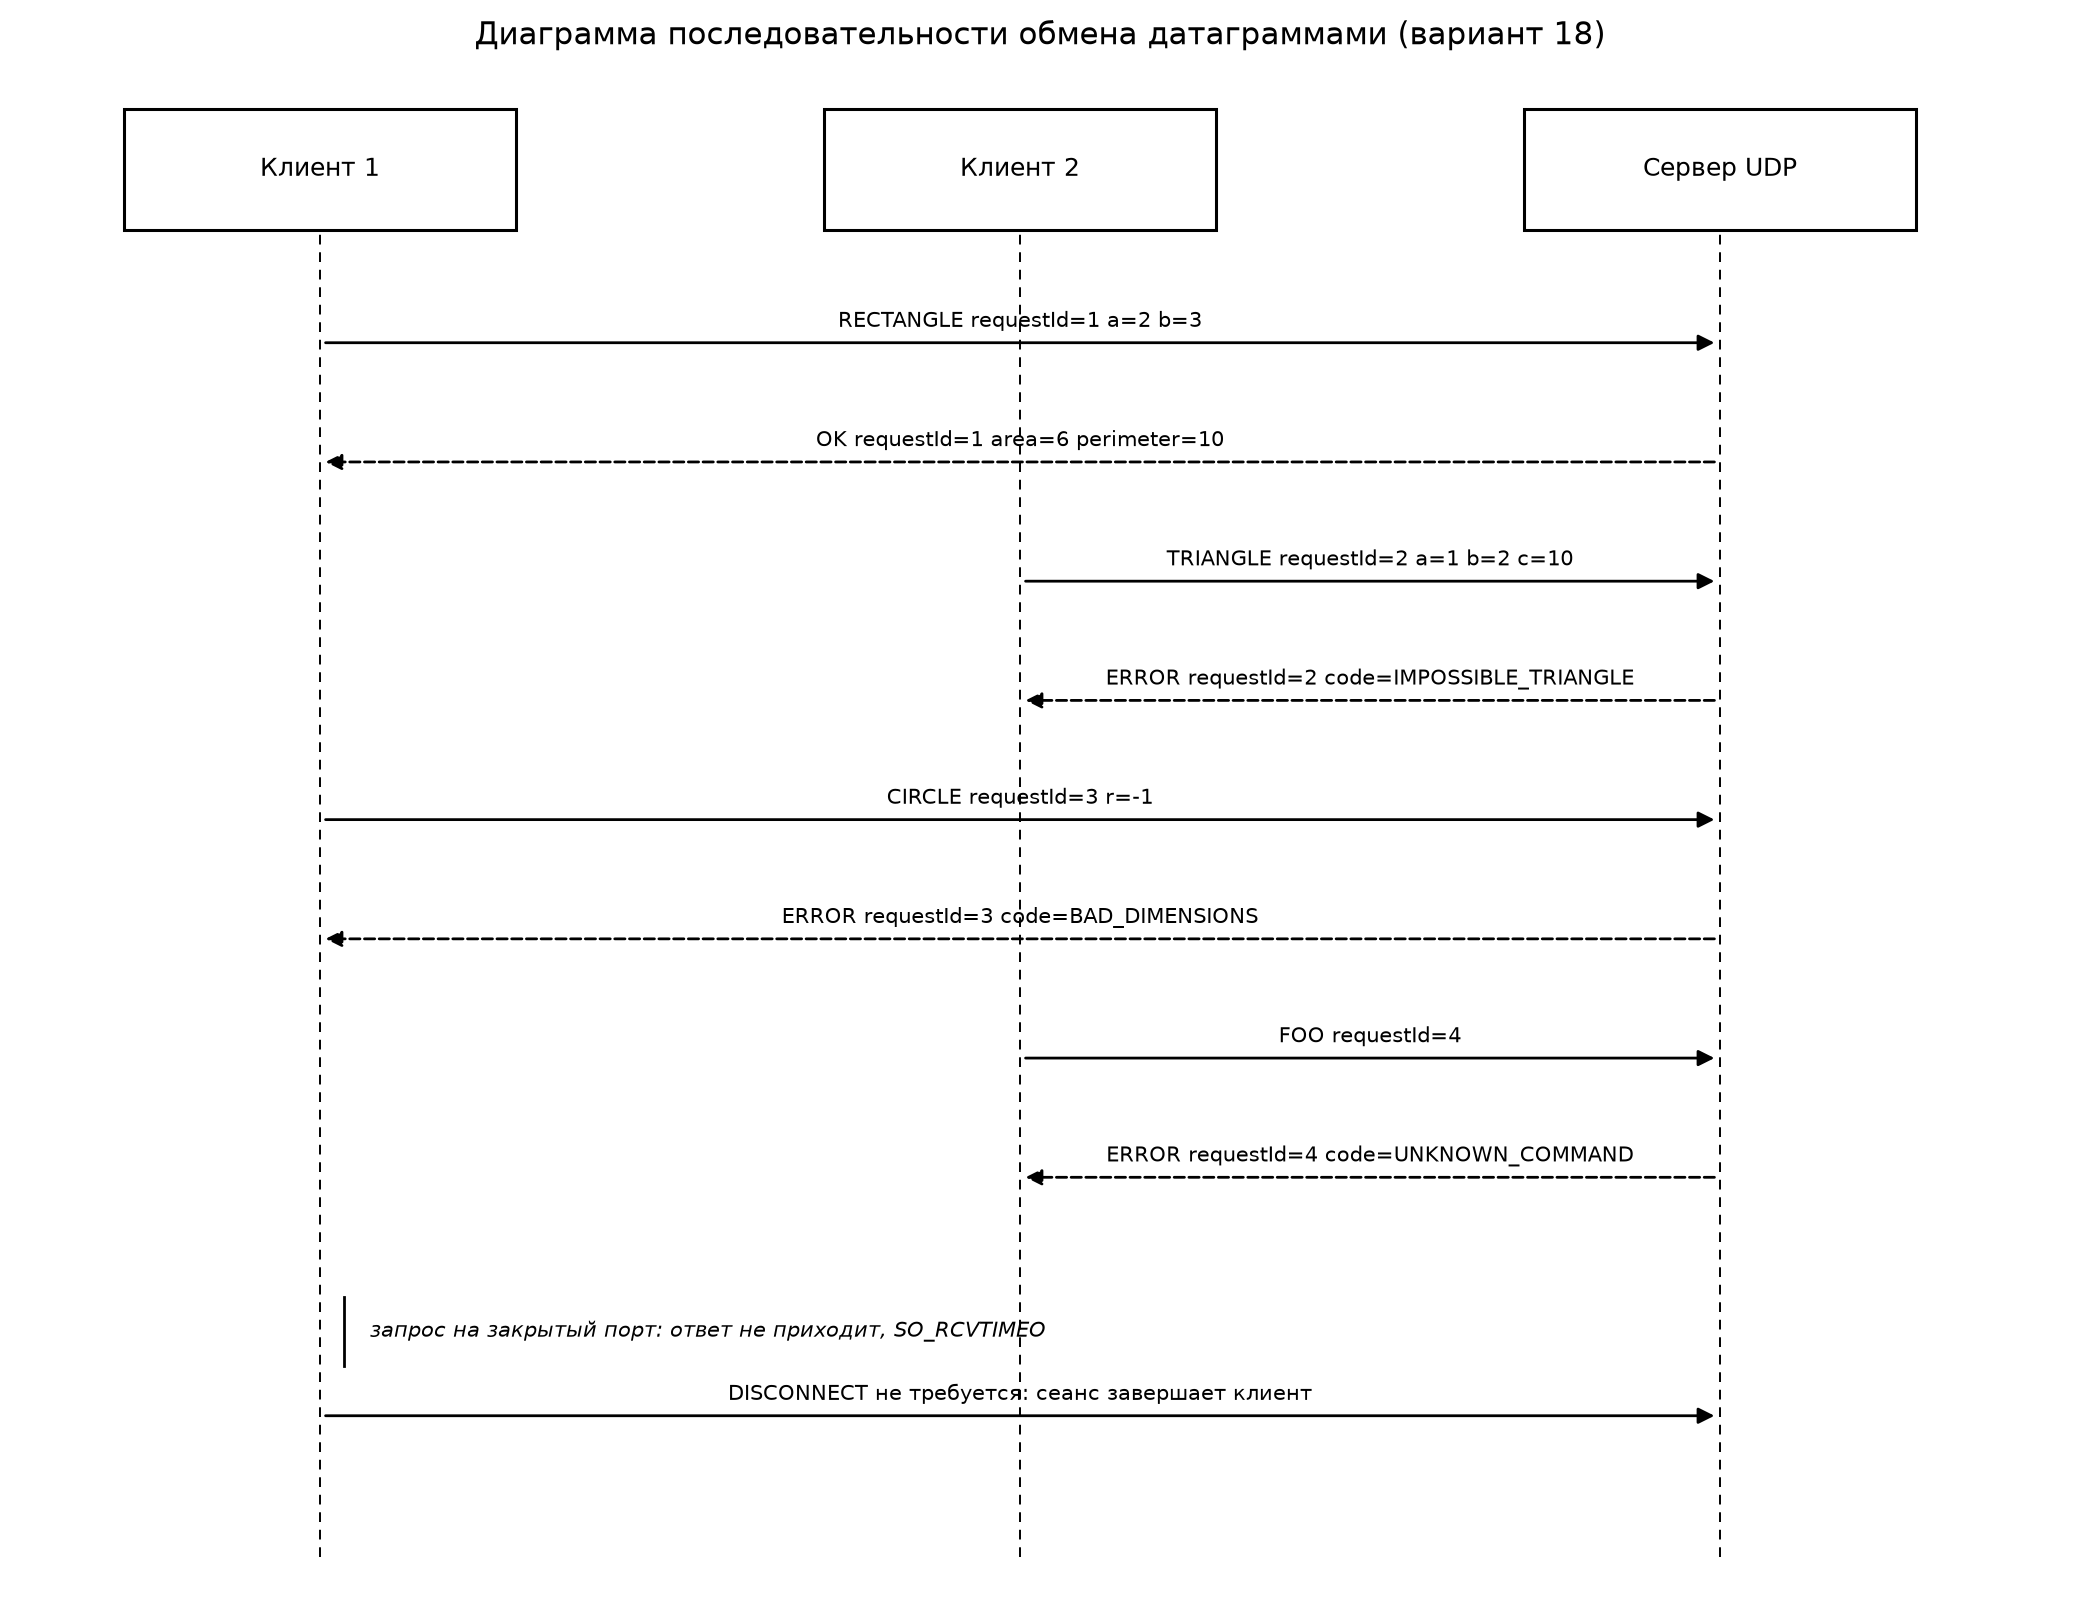 Диаграмма последовательности обмена датаграммами (вариант 18)
Клиент 1
Клиент 2
Сервер UDP
RECTANGLE requestId=1 a=2 b=3
OK requestId=1 area=6 perimeter=10
TRIANGLE requestId=2 a=1 b=2 c=10
ERROR requestId=2 code=IMPOSSIBLE_TRIANGLE
CIRCLE requestId=3 r=-1
ERROR requestId=3 code=BAD_DIMENSIONS
FOO requestId=4
ERROR requestId=4 code=UNKNOWN_COMMAND
запрос на закрытый порт: ответ не приходит, SO_RCVTIMEO
DISCONNECT не требуется: сеанс завершает клиент